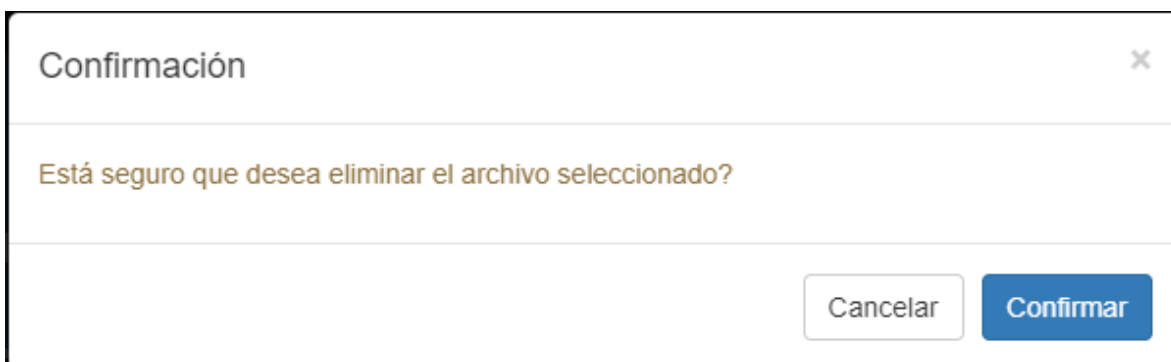 Confirmación
×
Está seguro que desea eliminar el archivo seleccionado?
Cancelar
Confirmar